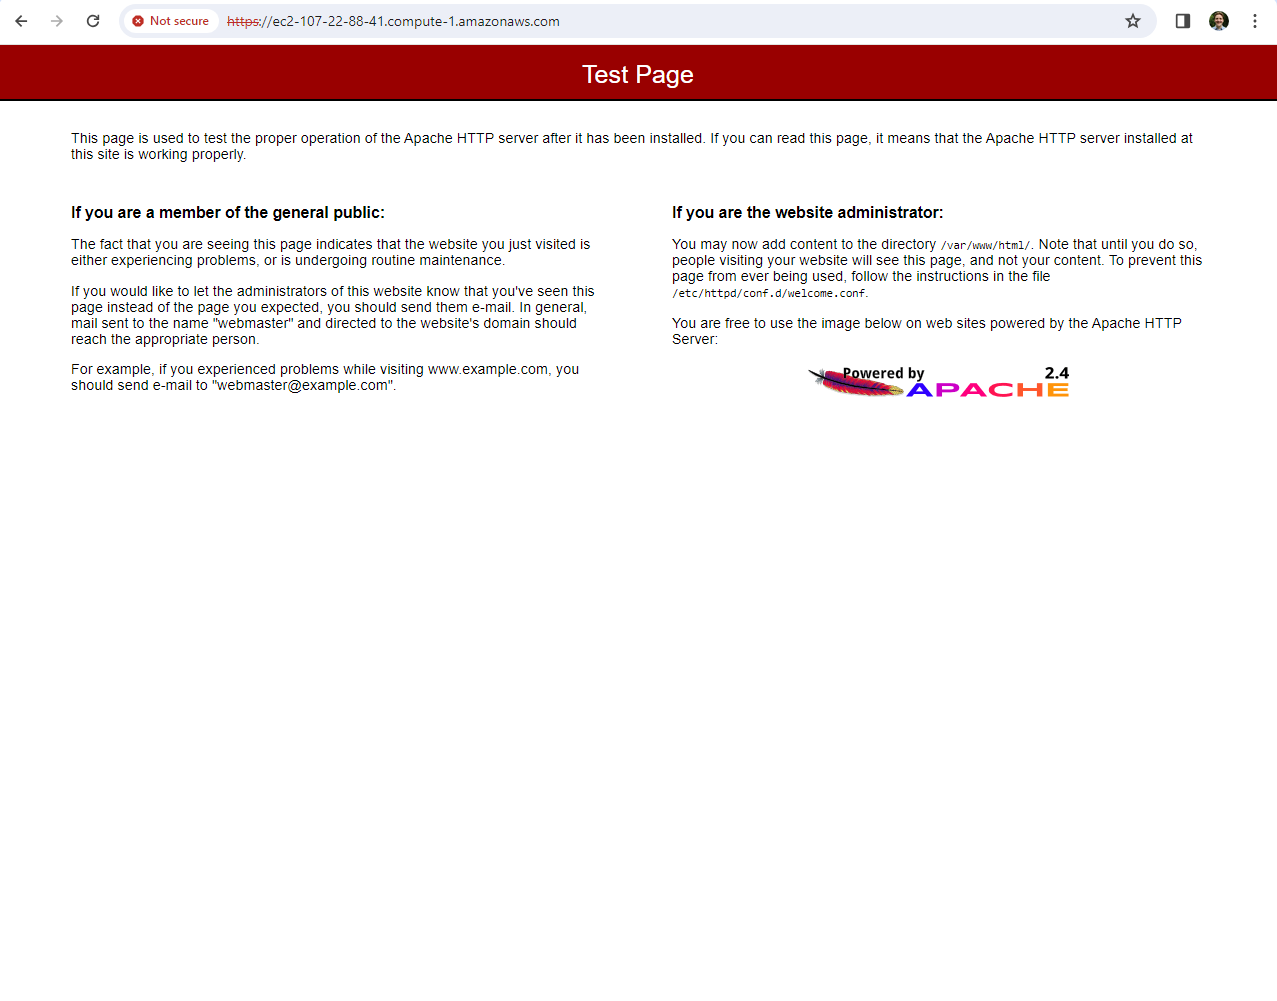 Not secure https://ec2-107-22-88-41.compute-1.amazonaws.com
Test Page
This page is used to test the proper operation of the Apache HTTP server after it has been installed. If you can read this page, it means that the Apache HTTP server installed at
this site is working properly.
If you are a member of the general public:
The fact that you are seeing this page indicates that the website you just visited is
either experiencing problems, or is undergoing routine maintenance.
If you would like to let the administrators of this website know that you've seen this
page instead of the page you expected, you should send them e-mail. In general,
mail sent to the name "webmaster" and directed to the website's domain should
reach the appropriate person.
For example, if you experienced problems while visiting www.example.com, you
should send e-mail to "webmaster@example.com".
If you are the website administrator:
You may now add content to the directory /var/www/html/. Note that until you do so,
people visiting your website will see this page, and not your content. To prevent this
page from ever being used, follow the instructions in the file
/etc/httpd/conf.d/welcome.conf.
You are free to use the image below on web sites powered by the Apache HTTP
Server:
Powered by 2.4
APACHE